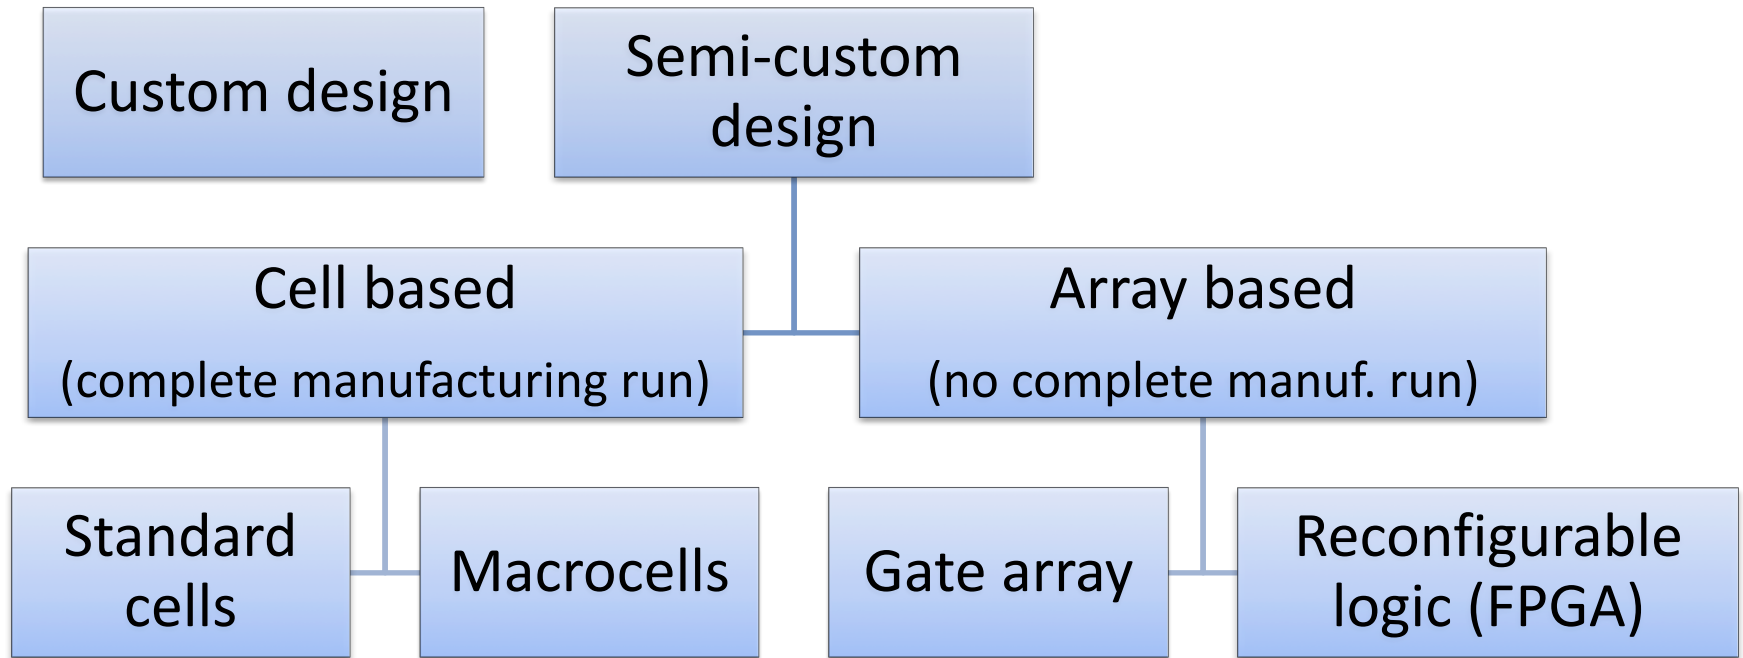 Custom design
Semi-custom
design
Cell based
(complete manufacturing run)
Array based
(no complete manuf. run)
Standard
cells
Macrocells
Gate array
Reconfigurable
logic (FPGA)